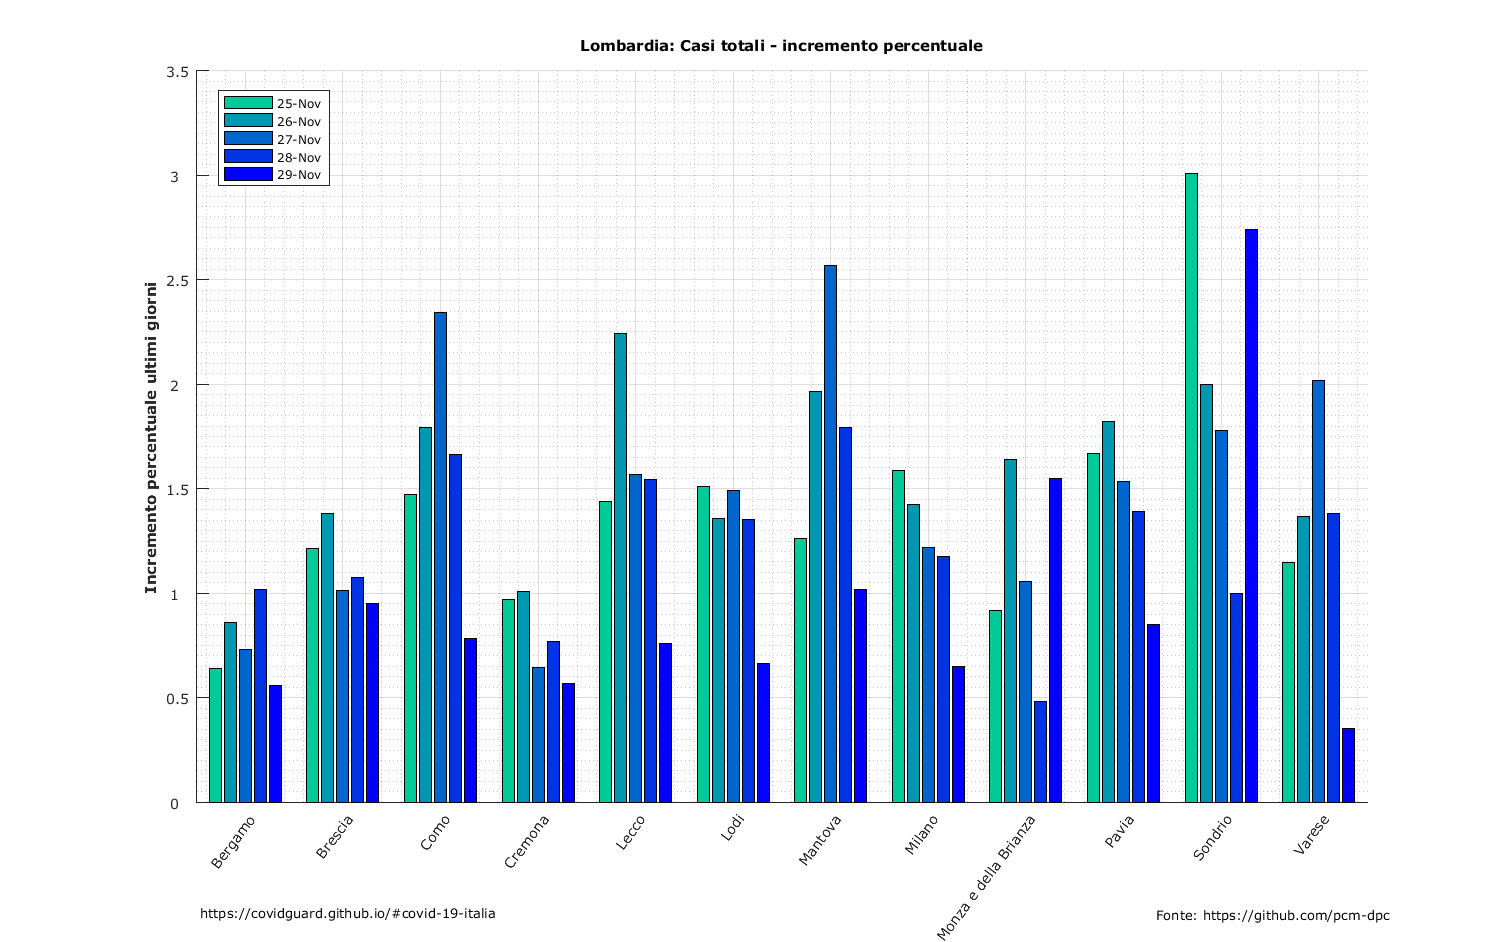 Lombardia: Casi totali - incremento percentuale
3.5
3
2.5
2
1.5
1
0.5
0
Incremento percentuale ultimi giorni
25-Nov
26-Nov
27-Nov
28-Nov
29-Nov
Bergamo
Brescia
Como
Cremona
Lecco
Lodi
Mantova
Milano
Monza e della Brianza
Pavia
Sondrio
Varese
https://covidguard.github.io/#covid-19-italia
Fonte: https://github.com/pcm-dpc